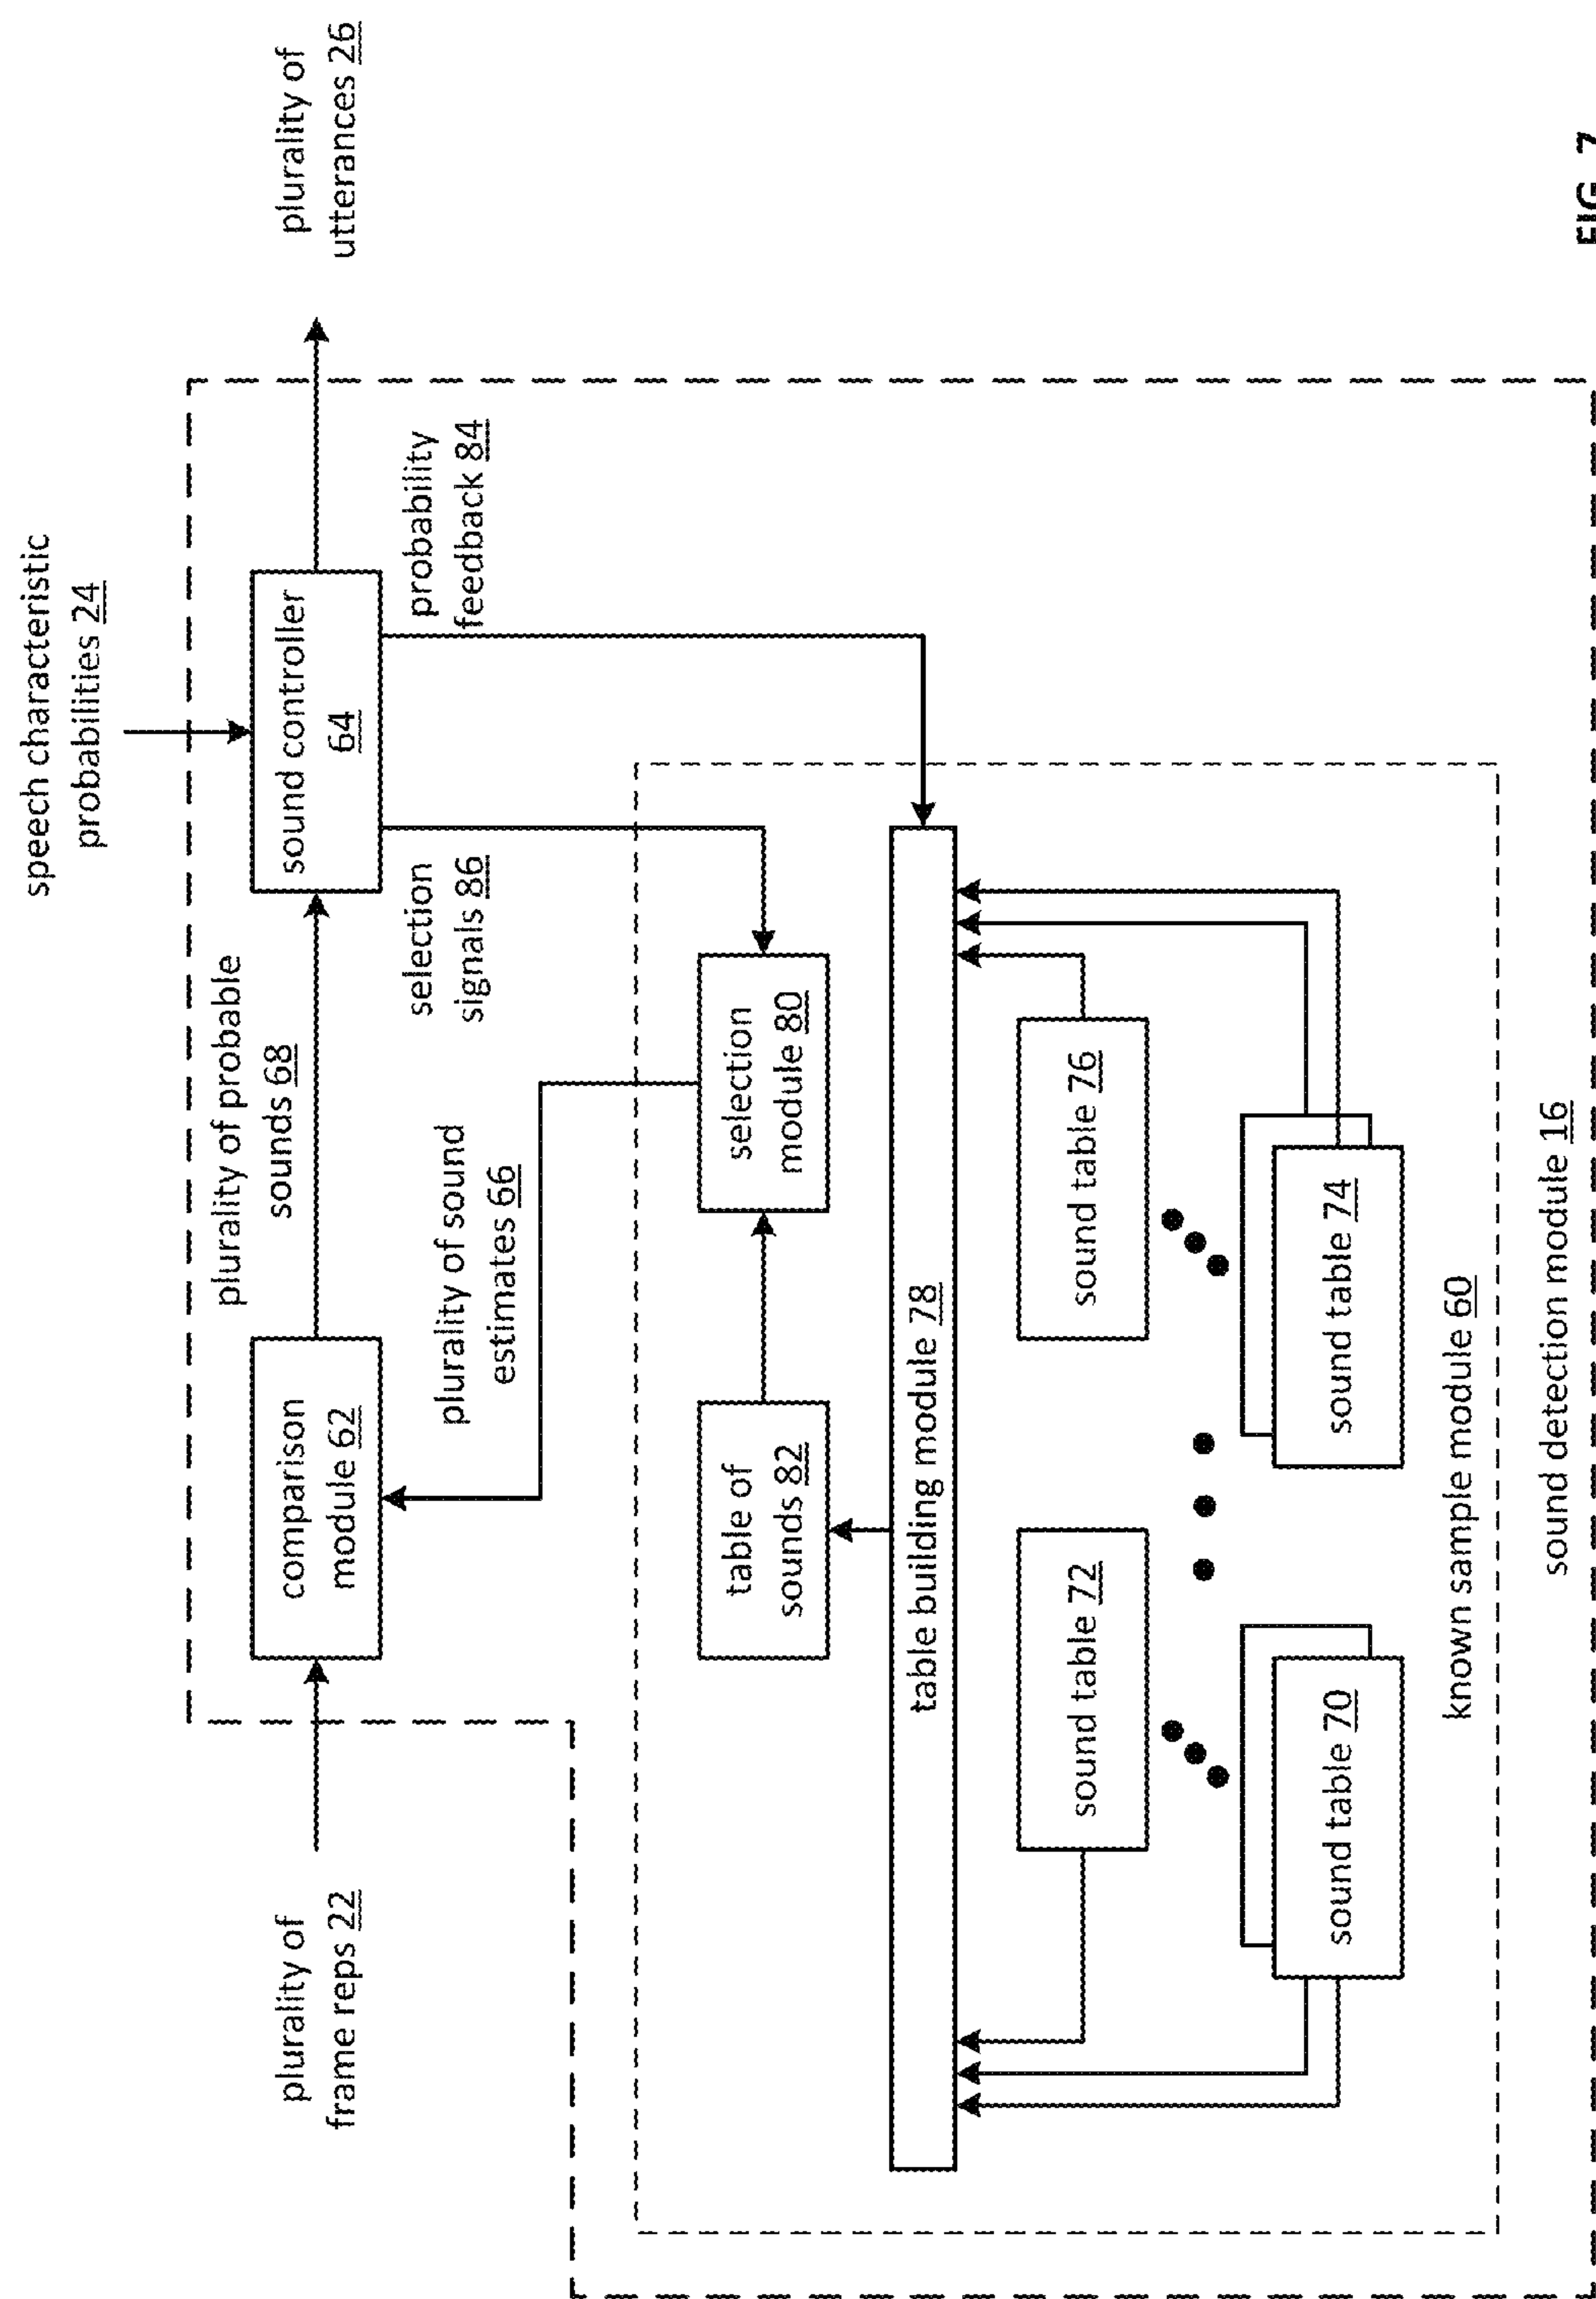 speech characteristic
probabilities 24
plurality of
frame reps 22
comparison
module 62
plurality of probable
sounds 68
sound controller
64
plurality of
utterances 26
plurality of sound
estimates 66
selection
signals 86
probability
feedback 84
table of
sounds 82
selection
module 80
table building module 78
sound table 72
sound table 76
sound table 70
sound table 74
known sample module 60
sound detection module 16
FIG. 7